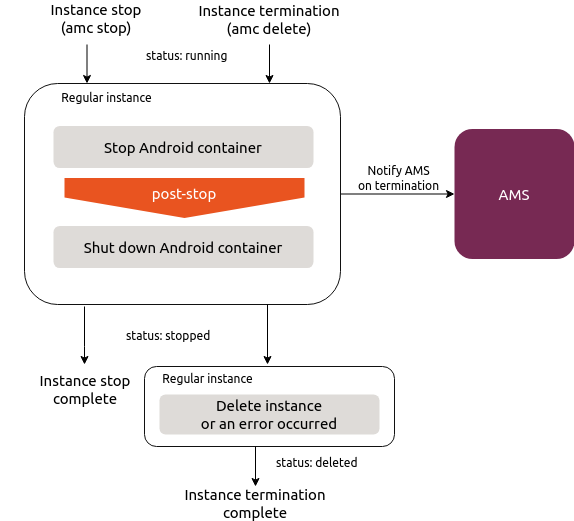 Instance stop
(amc stop)
Instance termination
(amc delete)
status: running
Regular instance
Stop Android container
post-stop
Shut down Android container
Notify AMS
on termination
AMS
status: stopped
Instance stop
complete
Regular instance
Delete instance
or an error occurred
status: deleted
Instance termination
complete